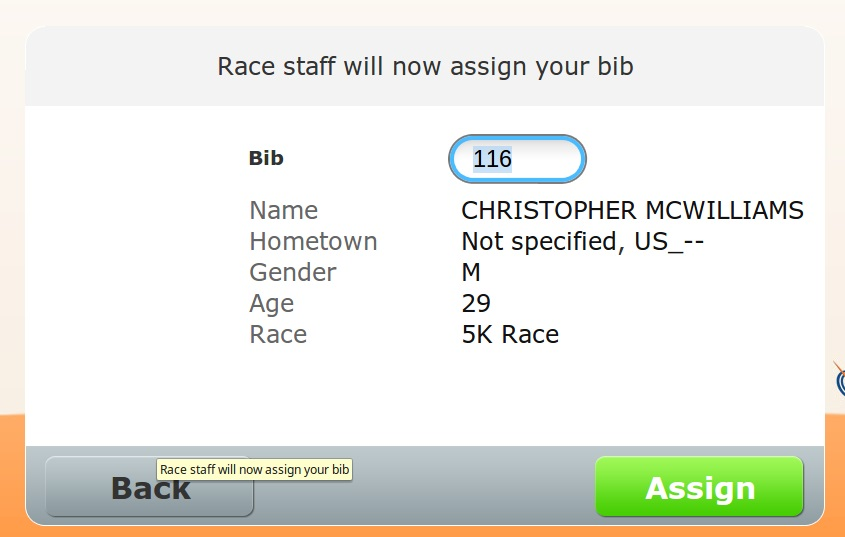 Race staff will now assign your bib
Bib 116
Name CHRISTOPHER MCWILLIAMS
Hometown Not specified, US_--
Gender M
Age 29
Race 5K Race
Race staff will now assign your bib
Back Assign